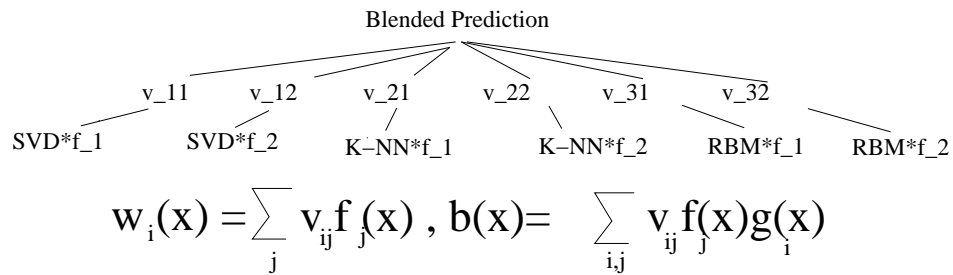 Blended Prediction
v_11 v_12 v_21 v_22 v_31 v_32
SVD*f_1 SVD*f_2 K−NN*f_1 K−NN*f_2 RBM*f_1 RBM*f_2
w_i(x) = ∑_j v_ij f_j(x) , b(x)= ∑_i,j v_ij f_j(x)g_i(x)